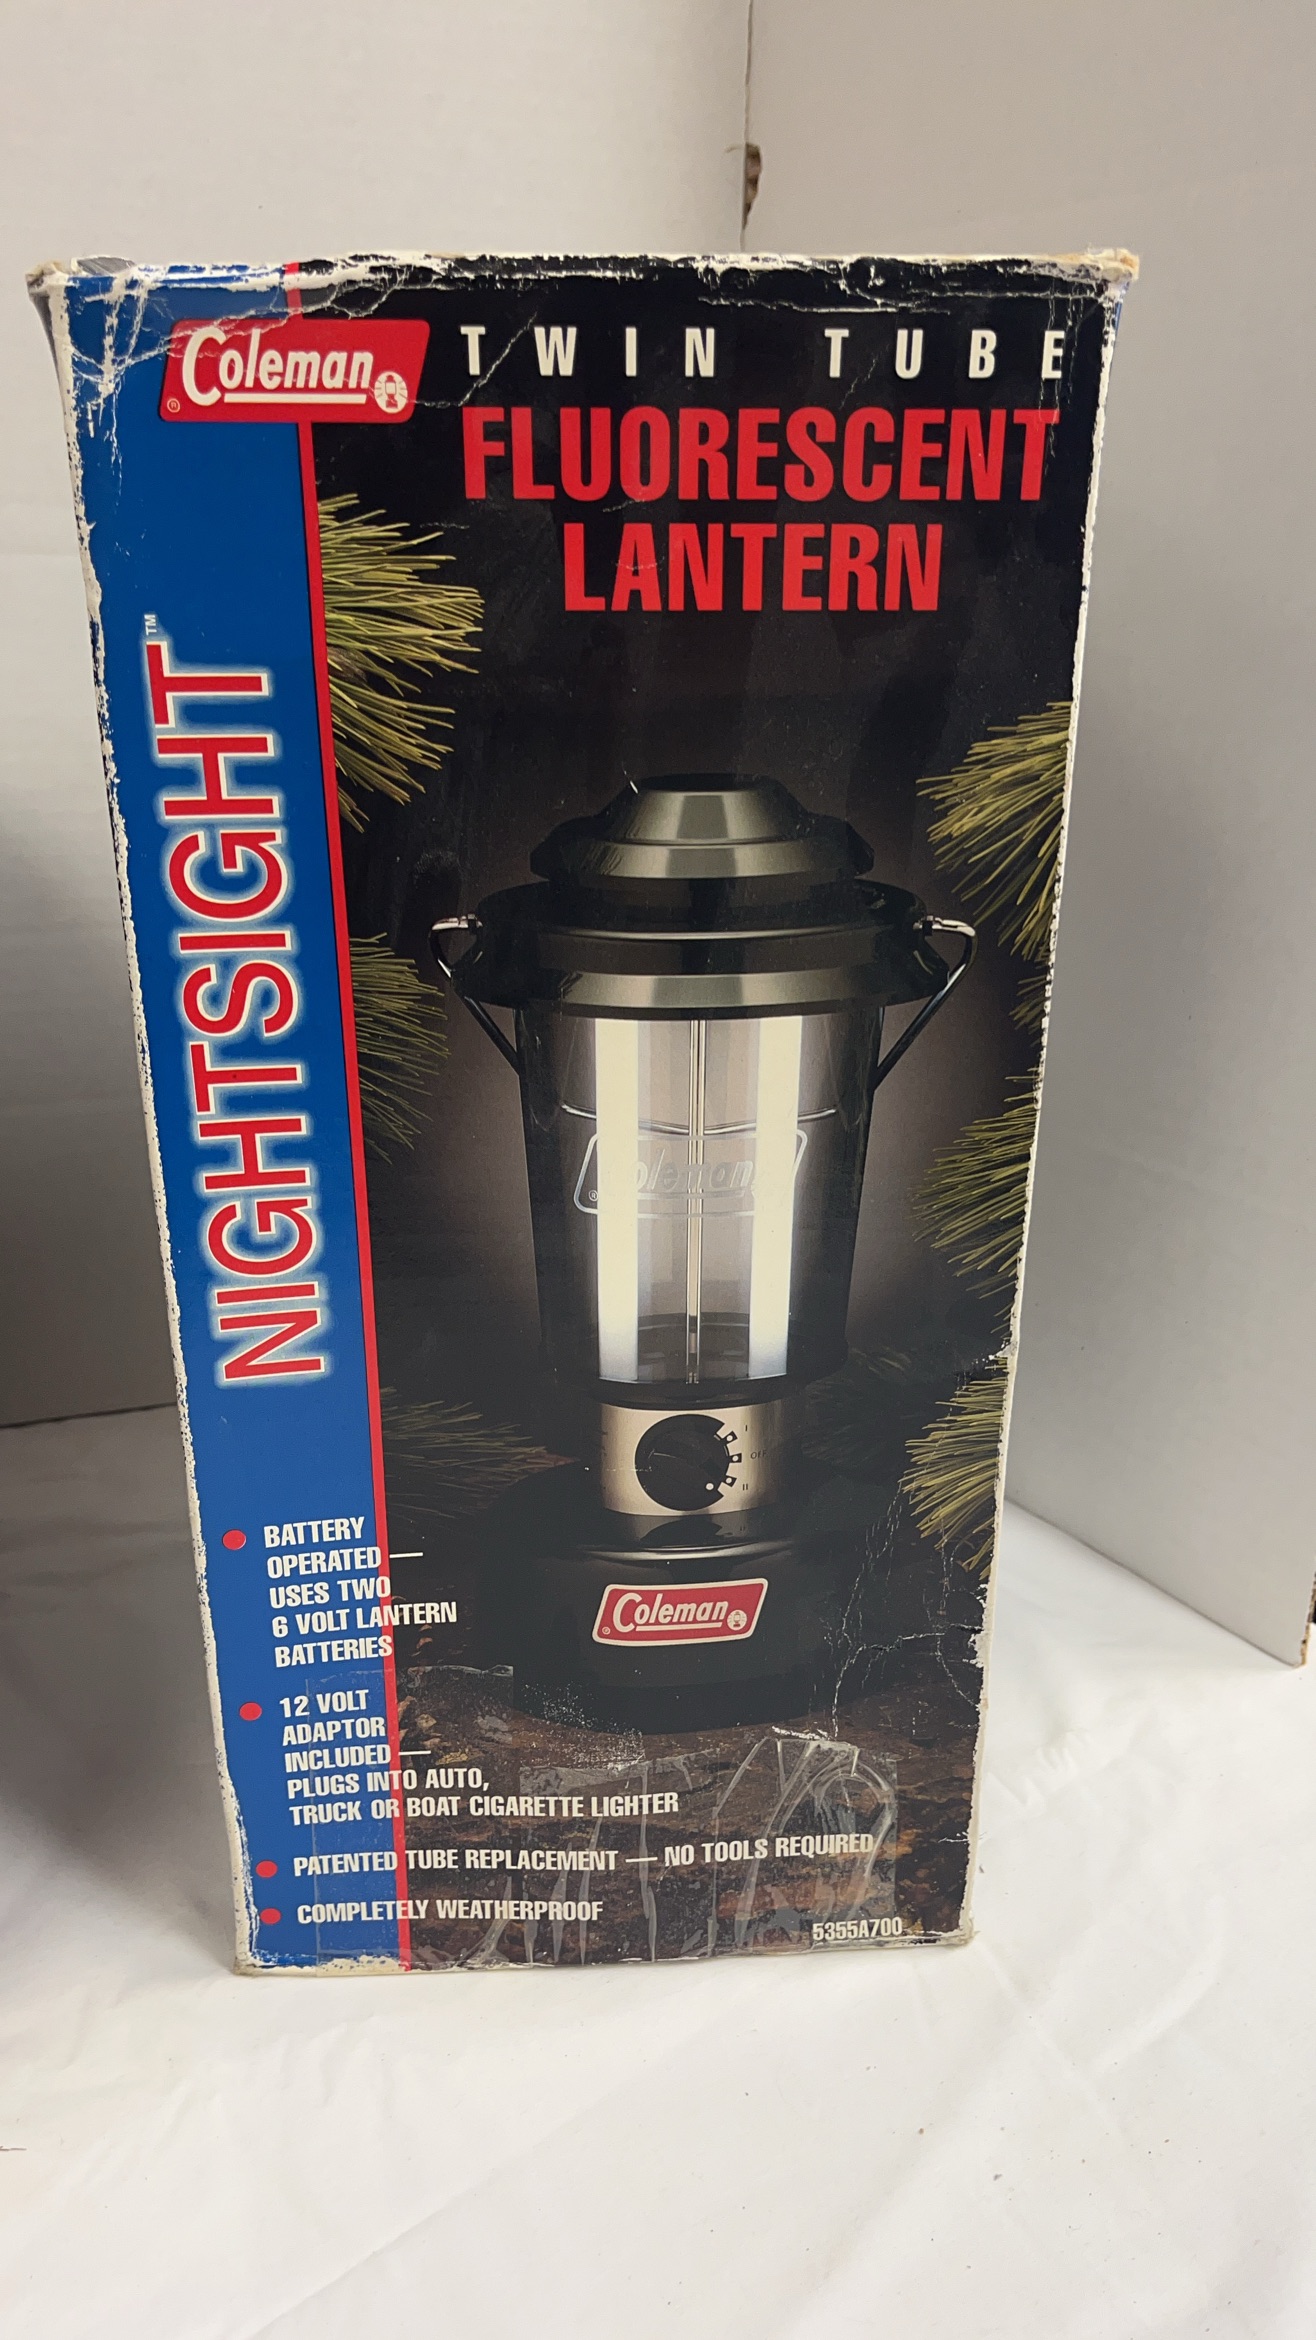 Coleman
®
TWIN TUBE
FLUORESCENT
LANTERN
NIGHTSIGHT™
Coleman
®
I
OFF
II
Coleman
®
BATTERY
OPERATED —
USES TWO
6 VOLT LANTERN
BATTERIES
12 VOLT
ADAPTOR
INCLUDED —
PLUGS INTO AUTO,
TRUCK OR BOAT CIGARETTE LIGHTER
PATENTED TUBE REPLACEMENT — NO TOOLS REQUIRED
COMPLETELY WEATHERPROOF
5355A700